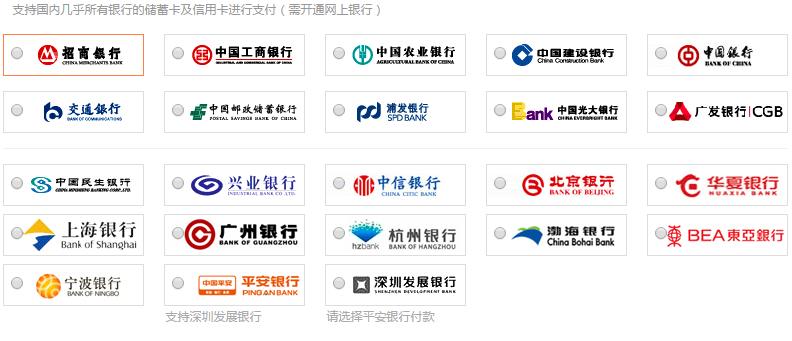 支持国内几乎所有银行的储蓄卡及信用卡进行支付（需开通网上银行）
招商银行
CHINA MERCHANTS BANK
中国工商银行
INDUSTRIAL AND COMMERCIAL BANK OF CHINA
中国农业银行
AGRICULTURAL BANK OF CHINA
中国建设银行
China Construction Bank
中国银行
BANK OF CHINA
交通银行
BANK OF COMMUNICATIONS
中国邮政储蓄银行
POSTAL SAVINGS BANK OF CHINA
浦发银行
SPD BANK
Bank 中国光大银行
CHINA EVERBRIGHT BANK
广发银行|CGB
中国民生银行
CHINA MINSHENG BANKING CORP.,LTD.
兴业银行
INDUSTRIAL BANK CO.,LTD.
中信银行
CHINA CITIC BANK
北京银行
BANK OF BEIJING
华夏银行
HUAXIA BANK
上海银行
Bank of Shanghai
广州银行
BANK OF GUANGZHOU
hzbank
杭州银行
BANK OF HANGZHOU
渤海银行
China Bohai Bank
BEA東亞銀行
宁波银行
BANK OF NINGBO
中国平安
平安银行
PING AN BANK
深圳发展银行
SHENZHEN DEVELOPMENT BANK
支持深圳发展银行
请选择平安银行付款